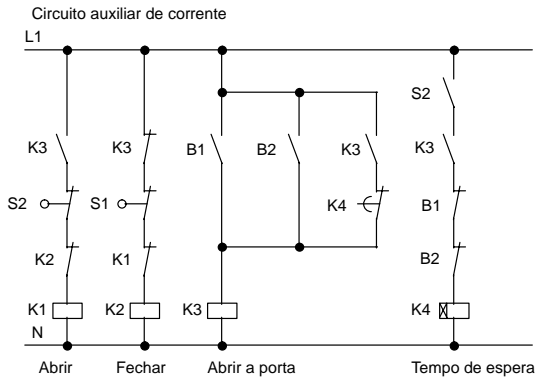 Circuito auxiliar de corrente
L1
S2
K3 K3 B1 B2 K3 K3
S2 S1 K4 B1
K2 K1 B2
K1 K2 K3 K4
N
Abrir Fechar Abrir a porta Tempo de espera